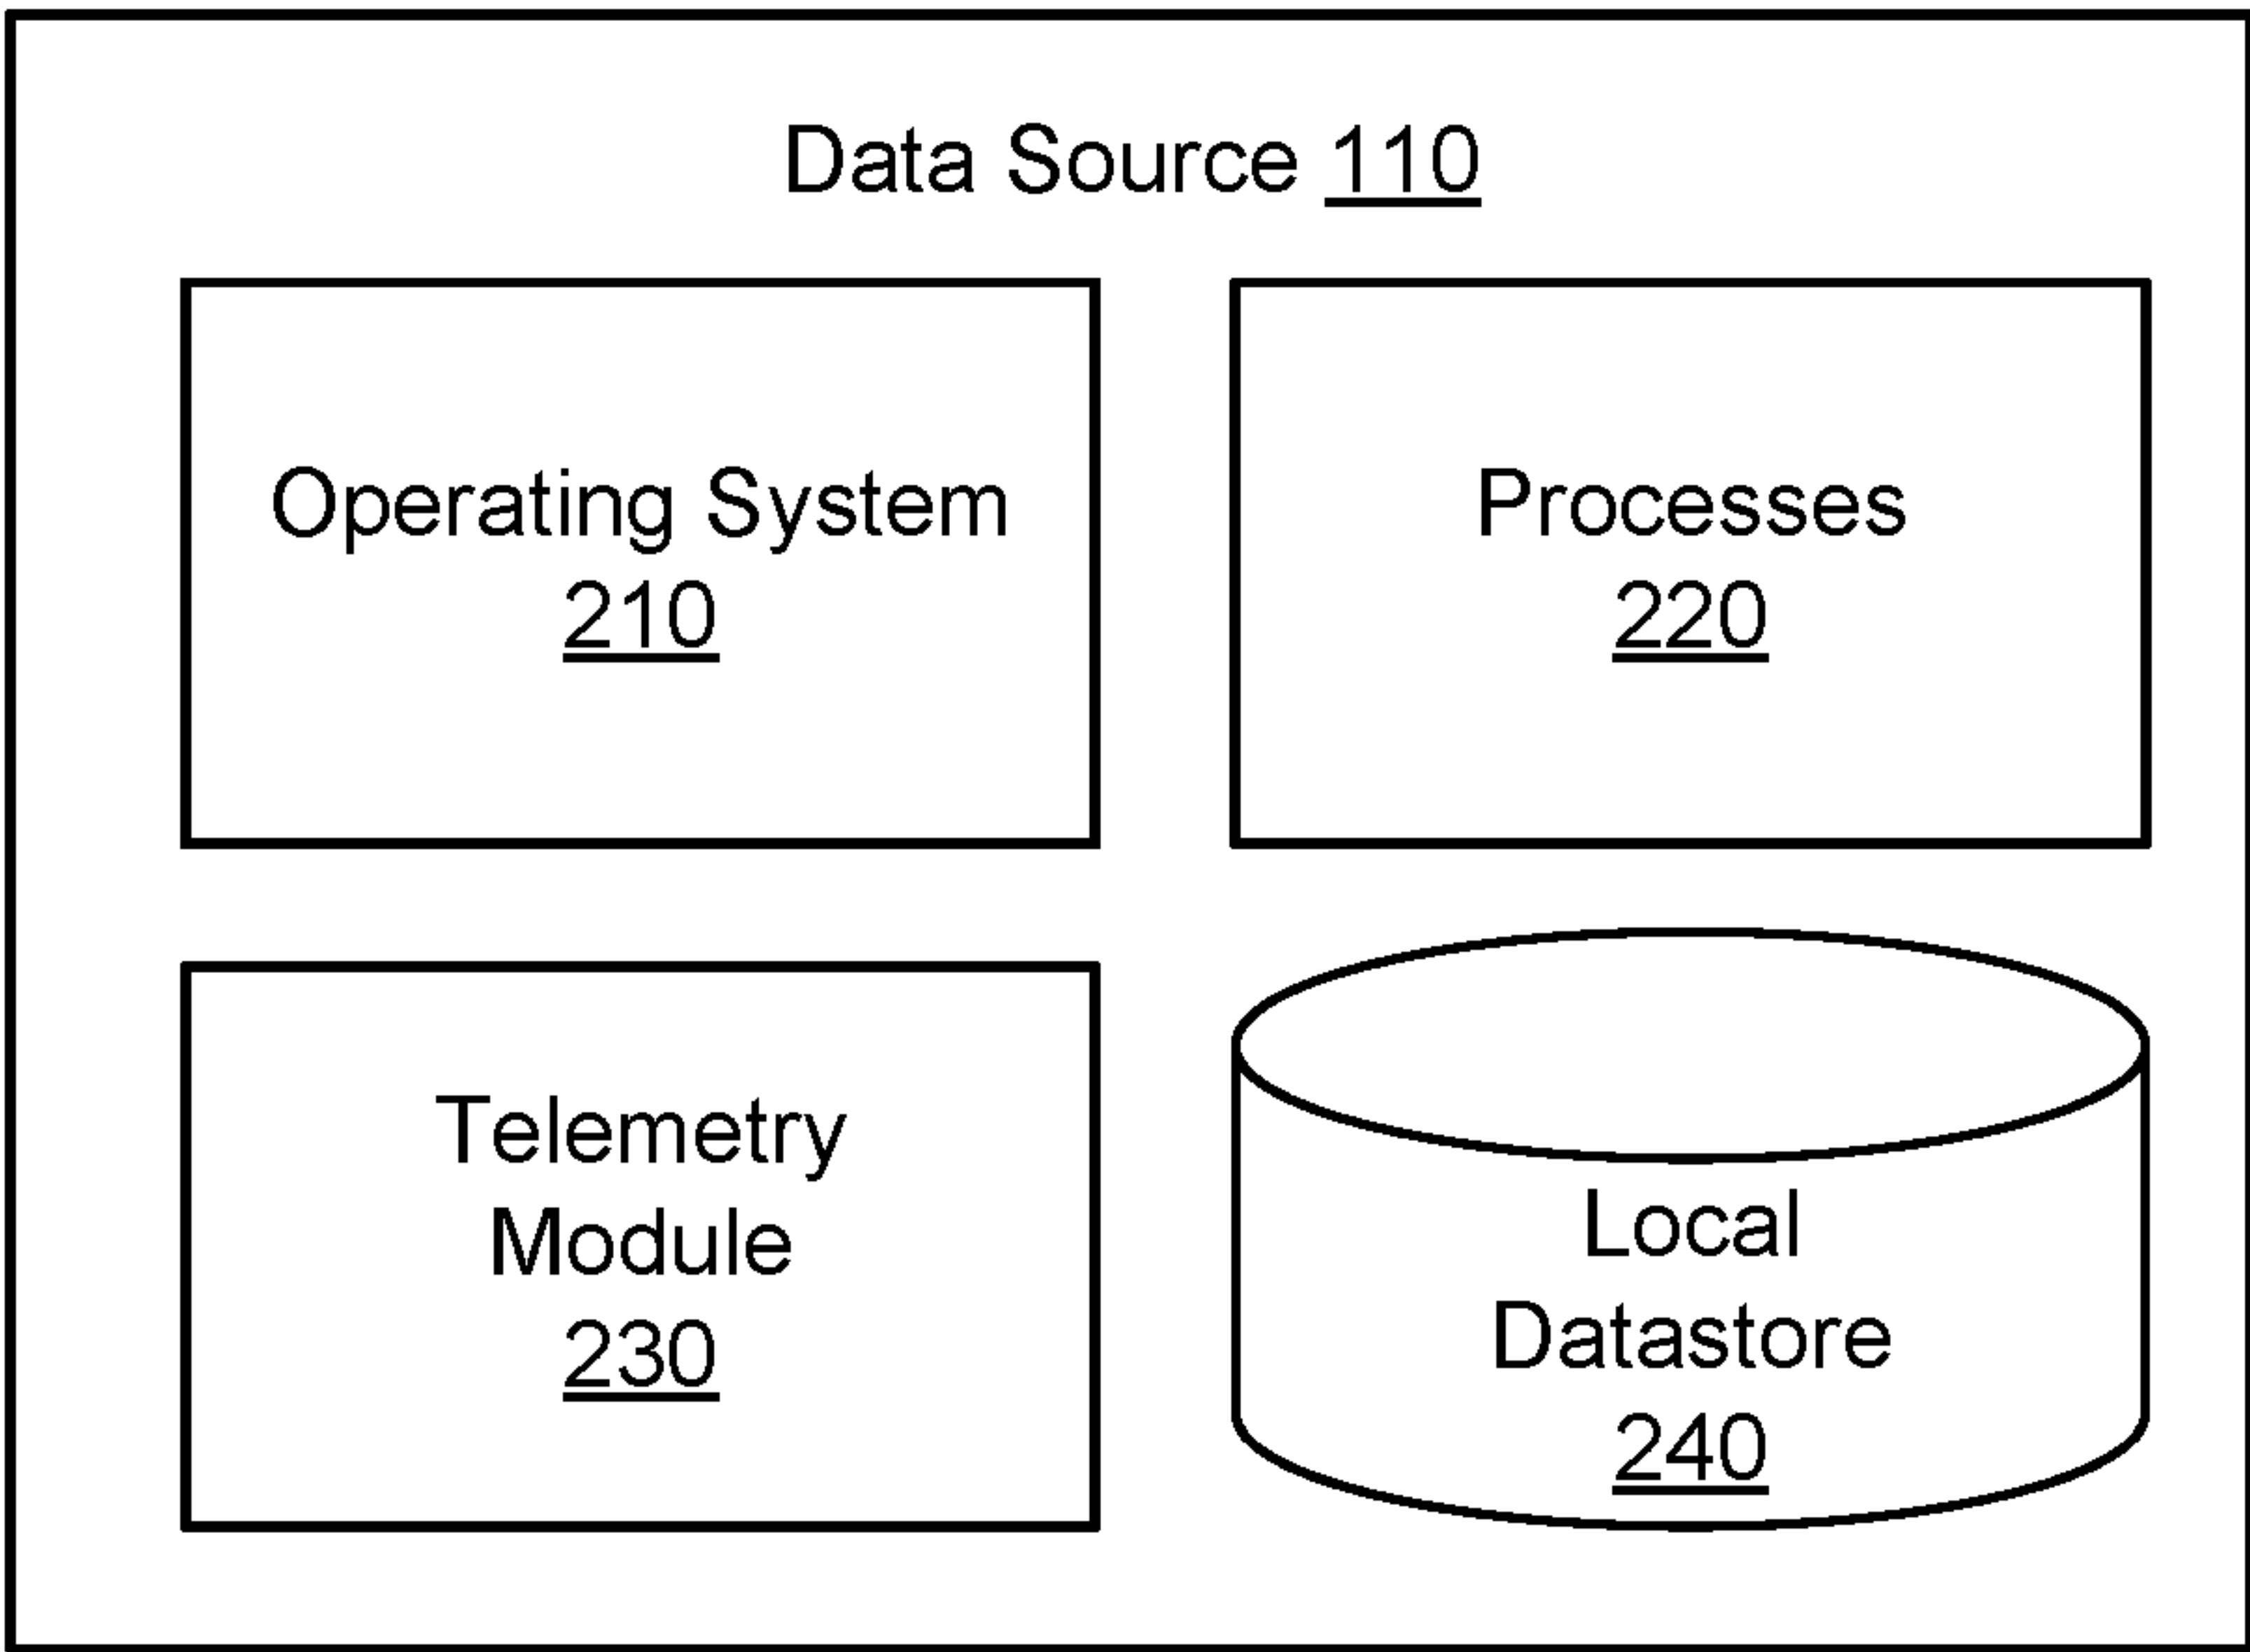 Data Source 110
Operating System
210
Processes
220
Telemetry
Module
230
Local
Datastore
240